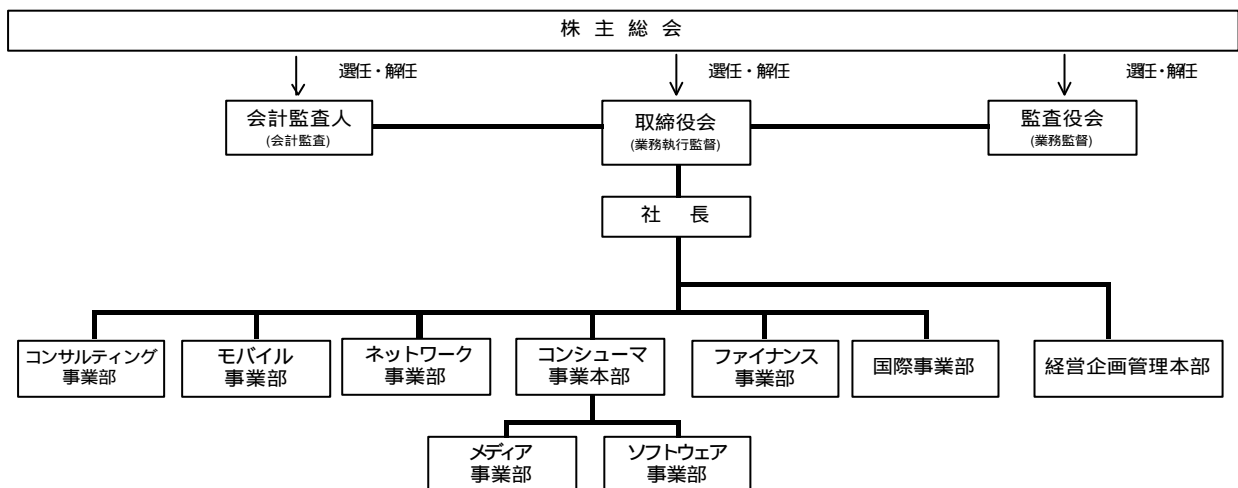 株 主 総 会
選任・解任
選任・解任
選任・解任
会計監査人
(会計監査)
取締役会
(業務執行監督)
監査役会
(業務監督)
社 長
コンサルティング
事業部
モバイル
事業部
ネットワーク
事業部
コンシューマ
事業本部
ファイナンス
事業部
国際事業部
経営企画管理本部
メディア
事業部
ソフトウェア
事業部